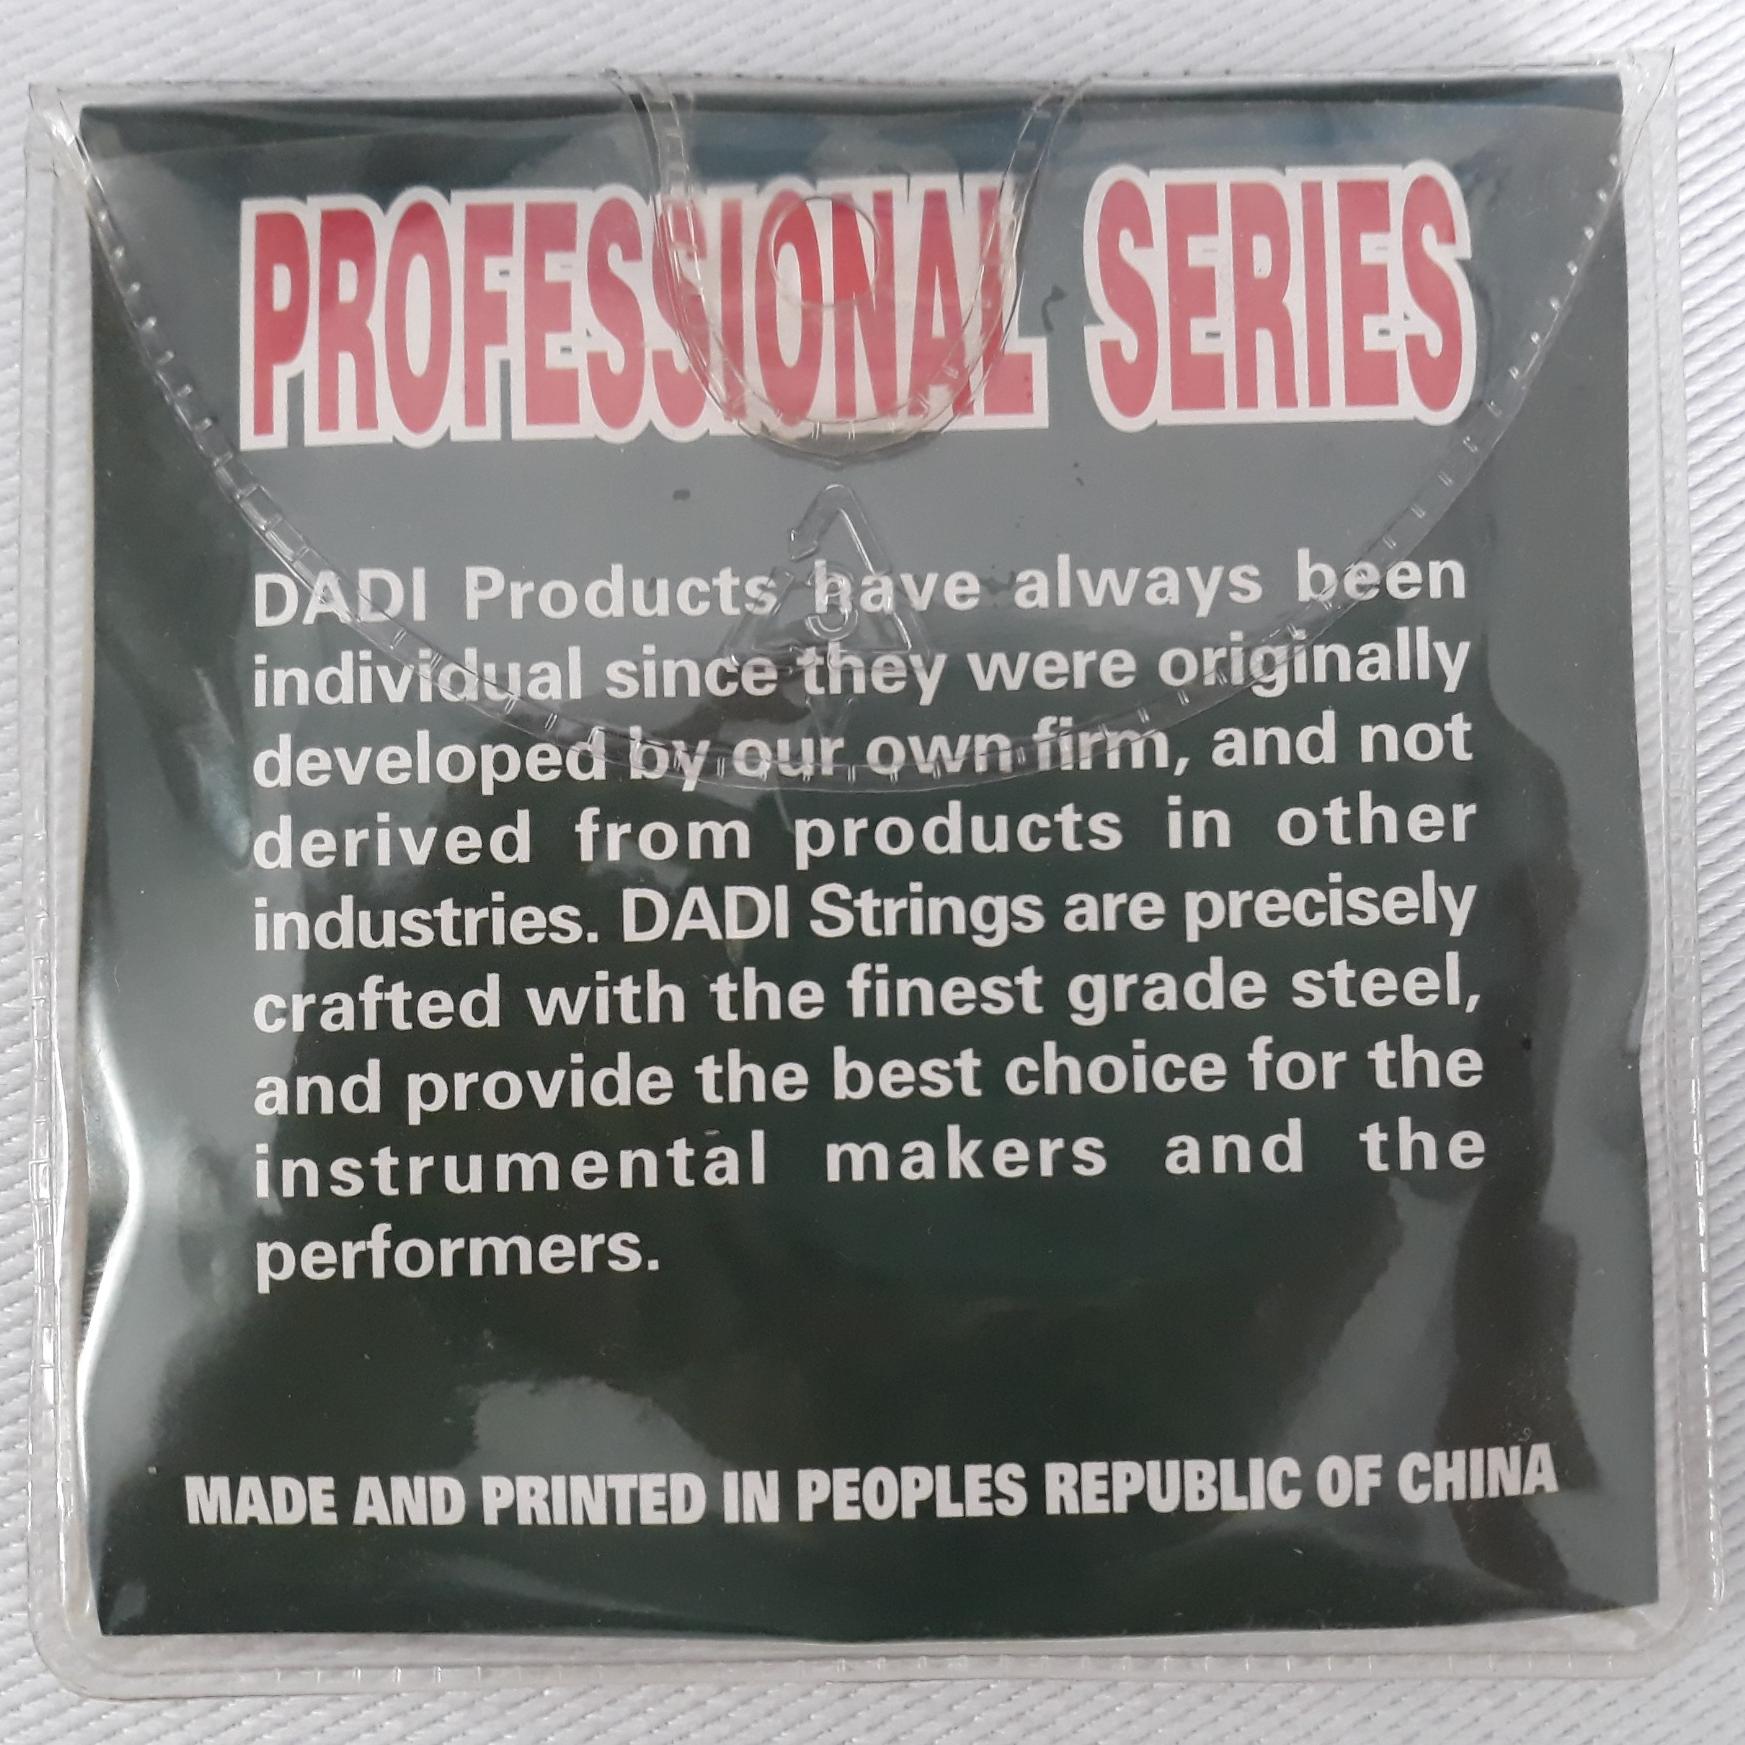 PROFESSIONAL SERIES
3
DADI Products have always been
individual since they were originally
developed by our own firm, and not
derived from products in other
industries. DADI Strings are precisely
crafted with the finest grade steel,
and provide the best choice for the
instrumental makers and the
performers.
MADE AND PRINTED IN PEOPLES REPUBLIC OF CHINA